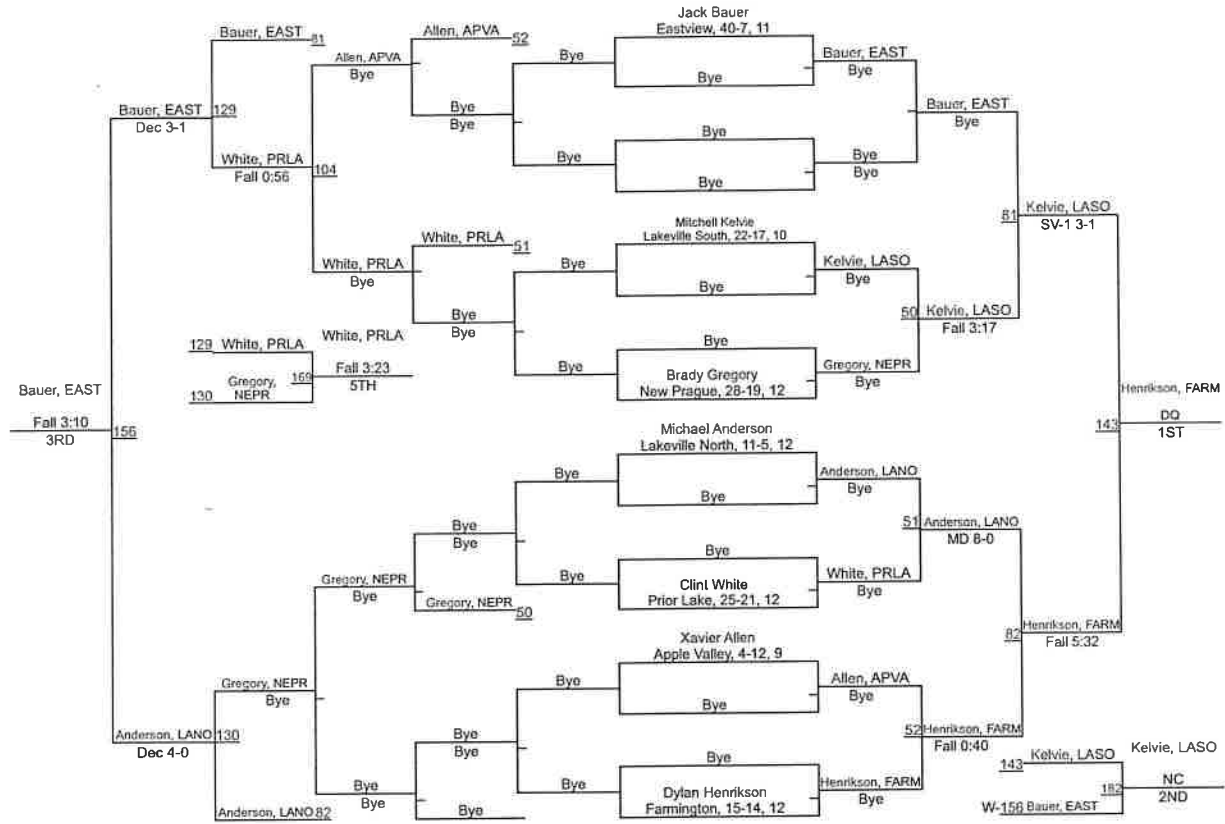 Jack Bauer
Bauer, EAST 81
Allen, APVA 52
Eastview, 40-7, 11
Allen, APVA
Bye
Bye
Bauer, EAST
Bye
Bye
Bauer, EAST 129
Dec 3-1
Bye
Bye
Bauer, EAST
Bye
White, PRLA 104
Fall 0:56
Bye
Bye
Bye
Bye
Bye
Mitchell Kelvie
Lakeville South, 22-17, 10
81 Kelvie, LASO
SV-1 3-1
White, PRLA 51
White, PRLA
Bye
Bye
Kelvie, LASO
Bye
Bye
Bye
Bye
50 Kelvie, LASO
Fall 3:17
129 White, PRLA
White, PRLA
Bye
Bye
Gregory, NEPR
Bye
Gregory, NEPR
130
169
Fall 3:23
5TH
Brady Gregory
New Prague, 28-19, 12
Bauer, EAST
Fall 3:10
3RD
156
Henrikson, FARM
143
DQ
1ST
Michael Anderson
Lakeville North, 11-5, 12
Bye
Anderson, LANO
Bye
Bye
Bye
Bye
51 Anderson, LANO
MD 8-0
Bye
Bye
White, PRLA
Bye
Gregory, NEPR
Bye
Gregory, NEPR 50
Clint White
Prior Lake, 25-21, 12
82 Henrikson, FARM
Fall 5:32
Xavier Allen
Apple Valley, 4-12, 9
Gregory, NEPR
Bye
Bye
Allen, APVA
Bye
Bye
Anderson, LANO 130
Dec 4-0
Bye
Bye
52 Henrikson, FARM
Fall 0:40
Bye
Bye
Bye
Bye
Dylan Henrikson
Farmington, 15-14, 12
Henrikson, FARM
Bye
Anderson, LANO 82
143 Kelvie, LASO
Kelvie, LASO
182
NC
2ND
W-156 Bauer, EAST